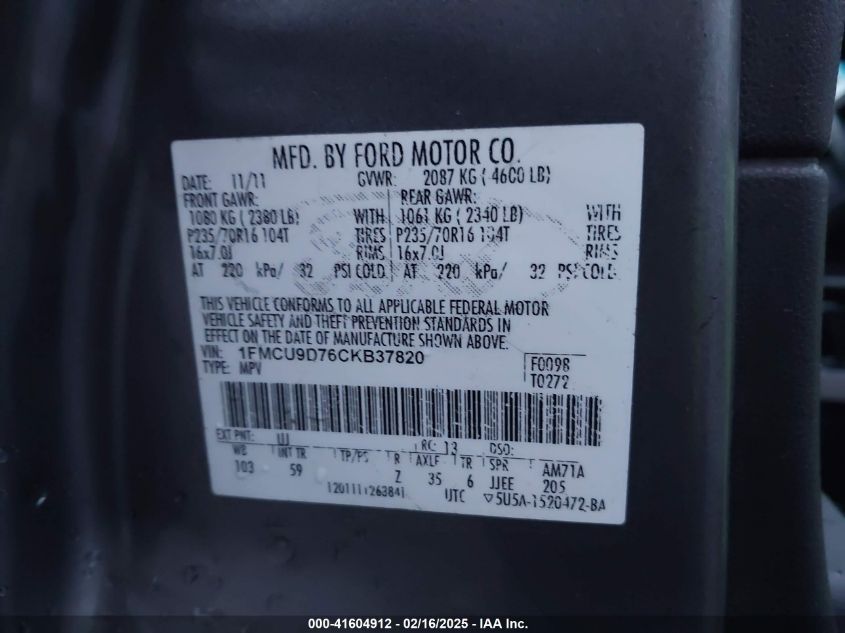 MFD. BY FORD MOTOR CO.
DATE: 11/11 GVWR: 2087 KG ( 4600 LB)
FRONT GAWR: REAR GAWR:
1080 KG ( 2380 LB) WITH 1061 KG ( 2340 LB) WITH
P235/70R16 104T TIRES P235/70R16 104T TIRES
16x7.0J RIMS 16x7.0J RIMS
AT 220 kPa/ 32 PSI COLD AT 220 kPa/ 32 PSI COLD
THIS VEHICLE CONFORMS TO ALL APPLICABLE FEDERAL MOTOR
VEHICLE SAFETY AND THEFT PREVENTION STANDARDS IN
EFFECT ON THE DATE OF MANUFACTURE SHOWN ABOVE.
VIN: 1FMCU9D76CKB37820 F0098
TYPE: MPV T0272
EXT PNT: UJ RC: 13 DSO:
WB INT TR TP/PS R AXLE TR SPR AM71A
103 59 Z 35 6 JJEE 205
UTC ▽5U5A-1520472-BA
000-41604912 - 02/16/2025 - IAA Inc.